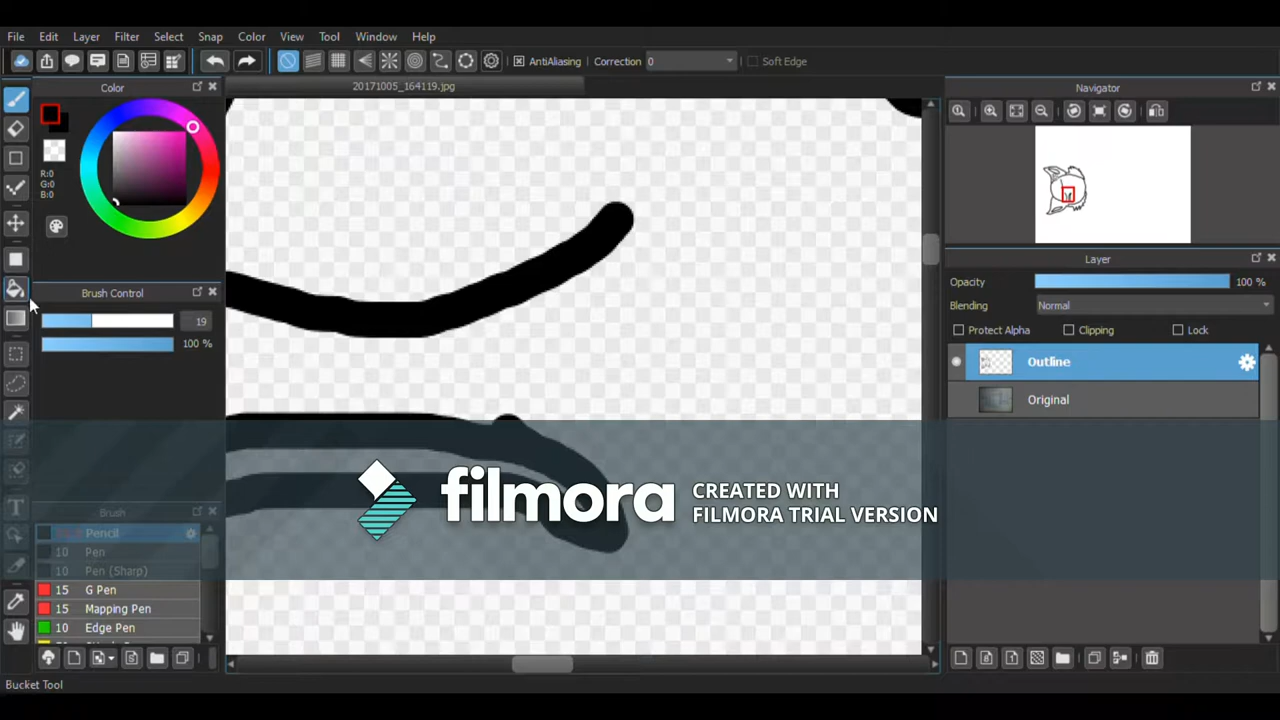 File Edit Layer Filter Select Snap Color View Tool Window Help
AntiAliasing Correction 0 Soft Edge
Color
20171005_164119.jpg
Navigator
R:0
G:0
B:0
Brush Control
19
100 %
Layer
Opacity 100 %
Blending Normal
Protect Alpha Clipping Lock
Outline
Original
filmora
CREATED WITH
FILMORA TRIAL VERSION
Brush
Pencil
10 Pen
10 Pen (Sharp)
15 G Pen
15 Mapping Pen
10 Edge Pen
Bucket Tool